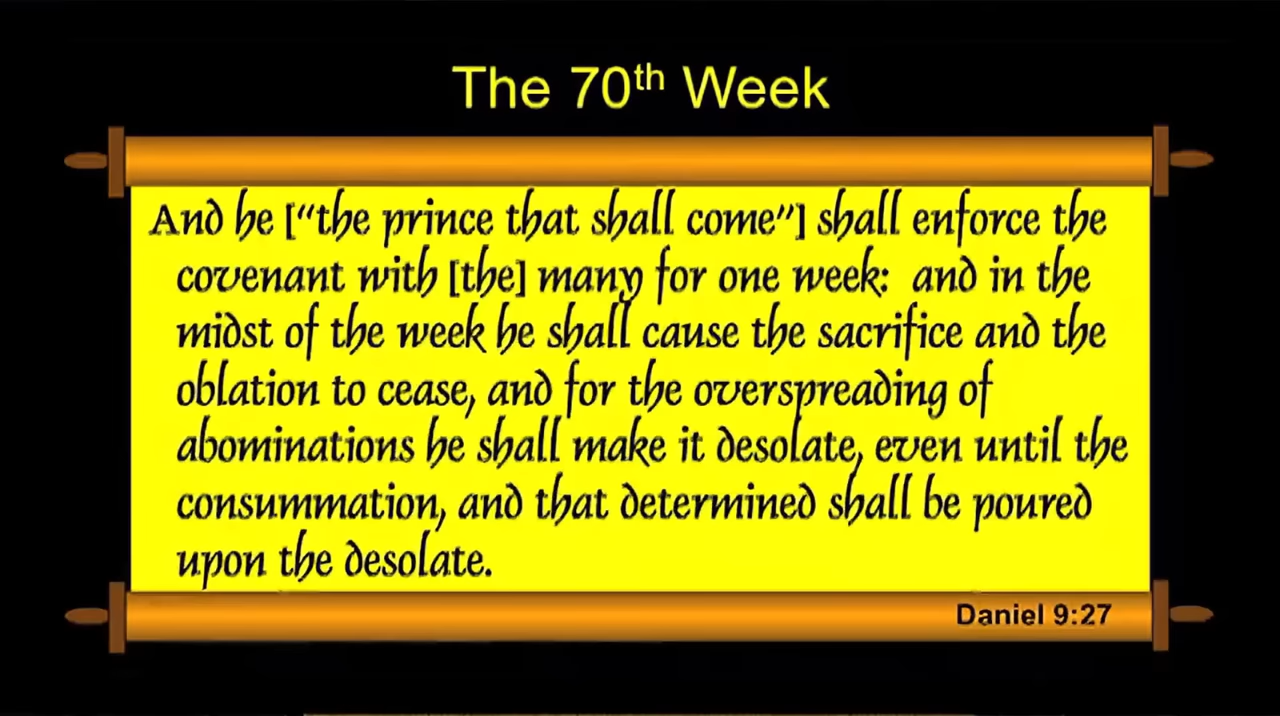 The 70th Week
And he [“the prince that shall come”] shall enforce the
covenant with [the] many for one week:  and in the
midst of the week he shall cause the sacrifice and the
oblation to cease, and for the overspreading of
abominations he shall make it desolate, even until the
consummation, and that determined shall be poured
upon the desolate.
Daniel 9:27